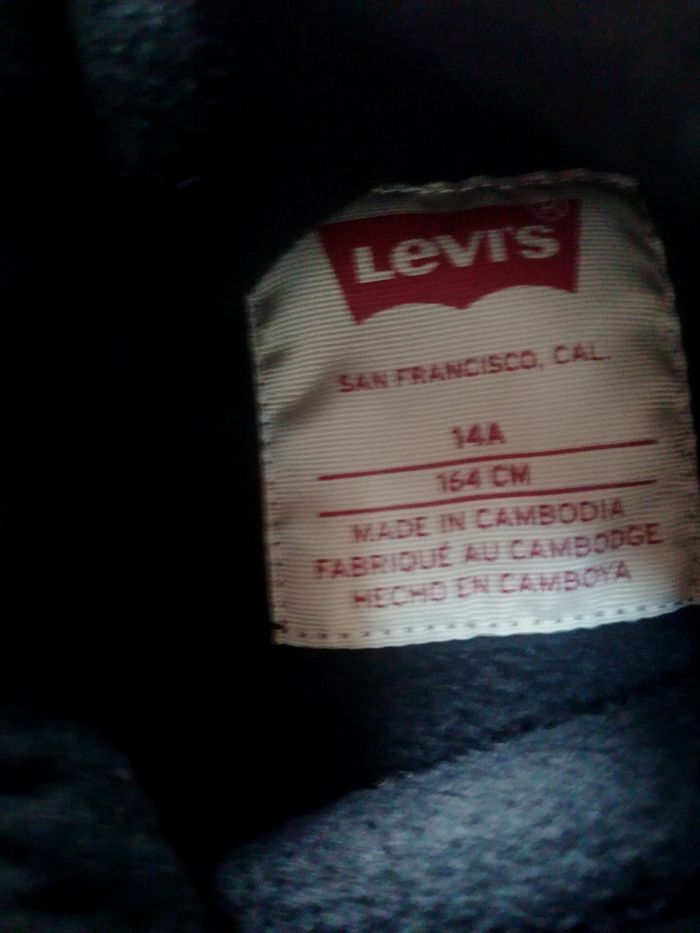 Levi's
SAN FRANCISCO, CAL.
14A
164 CM
MADE IN CAMBODIA
FABRIQUÉ AU CAMBODGE
HECHO EN CAMBOYA